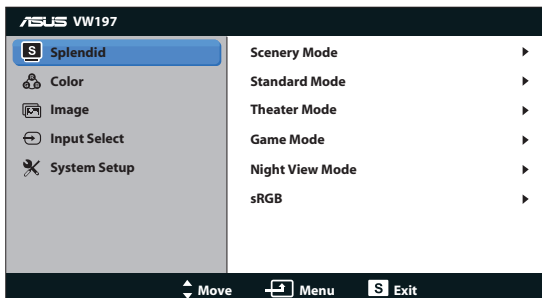 ASUS VW197
S Splendid
Color
Image
Input Select
System Setup
Scenery Mode
Standard Mode
Theater Mode
Game Mode
Night View Mode
sRGB
Move Menu S Exit